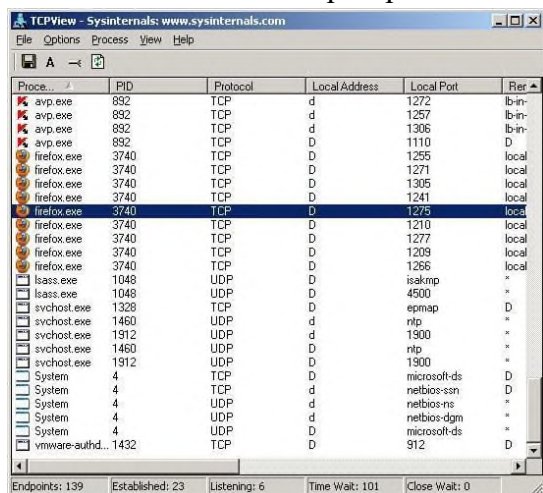 TCPView - Sysinternals: www.sysinternals.com
File Options Process View Help
A
Proce... PID Protocol Local Address Local Port Rer
avp.exe 892 TCP d 1272 lb-in-
avp.exe 892 TCP d 1257 lb-in-
avp.exe 892 TCP d 1306 lb-in-
avp.exe 892 TCP D 1110 D
firefox.exe 3740 TCP D 1255 local
firefox.exe 3740 TCP D 1271 local
firefox.exe 3740 TCP D 1305 local
firefox.exe 3740 TCP D 1241 local
firefox.exe 3740 TCP D 1275 local
firefox.exe 3740 TCP D 1210 local
firefox.exe 3740 TCP D 1277 local
firefox.exe 3740 TCP D 1209 local
firefox.exe 3740 TCP D 1266 local
lsass.exe 1048 UDP D isakmp *
lsass.exe 1048 UDP D 4500 *
svchost.exe 1328 TCP D epmap D
svchost.exe 1460 UDP d ntp *
svchost.exe 1912 UDP d 1900 *
svchost.exe 1460 UDP D ntp *
svchost.exe 1912 UDP D 1900 *
System 4 TCP D microsoft-ds D
System 4 TCP d netbios-ssn D
System 4 UDP d netbios-ns *
System 4 UDP d netbios-dgm *
System 4 UDP D microsoft-ds *
vmware-authd... 1432 TCP D 912 D
Endpoints: 139 Established: 23 Listening: 6 Time Wait: 101 Close Wait: 0